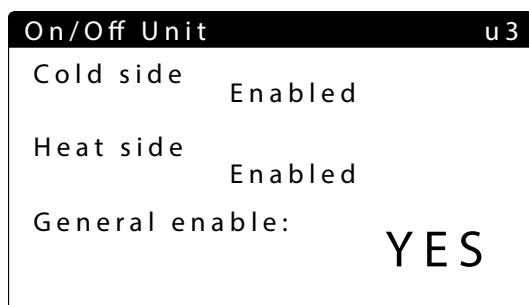 On/Off Unit u3
Cold side
Enabled
Heat side
Enabled
General enable:
YES